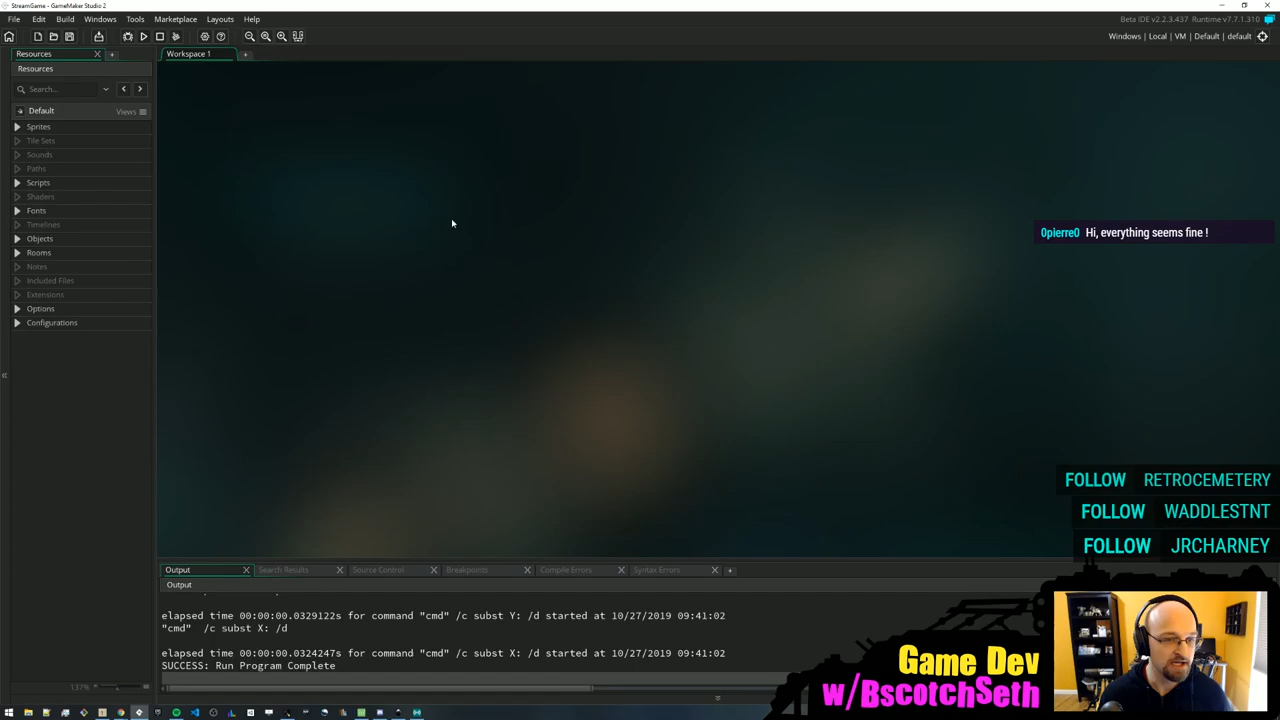 StreamGame - GameMaker Studio 2
File Edit Build Windows Tools Marketplace Layouts Help
Beta IDE v2.2.3.437 Runtime v7.7.1.310
Windows | Local | VM | Default | default
Resources
Workspace 1
Resources
Search...
Default Views
Sprites
Tile Sets
Sounds
Paths
Scripts
Shaders
Fonts
Timelines
Objects
Rooms
Notes
Included Files
Extensions
Options
Configurations
0pierre0 Hi, everything seems fine !
FOLLOW RETROCEMETERY
FOLLOW WADDLESTNT
FOLLOW JRCHARNEY
Output Search Results Source Control Breakpoints Compile Errors Syntax Errors
Output
elapsed time 00:00:00.0329122s for command "cmd" /c subst Y: /d started at 10/27/2019 09:41:02
"cmd" /c subst X: /d
elapsed time 00:00:00.0324247s for command "cmd" /c subst X: /d started at 10/27/2019 09:41:02
SUCCESS: Run Program Complete
137%
Game Dev
w/BscotchSeth